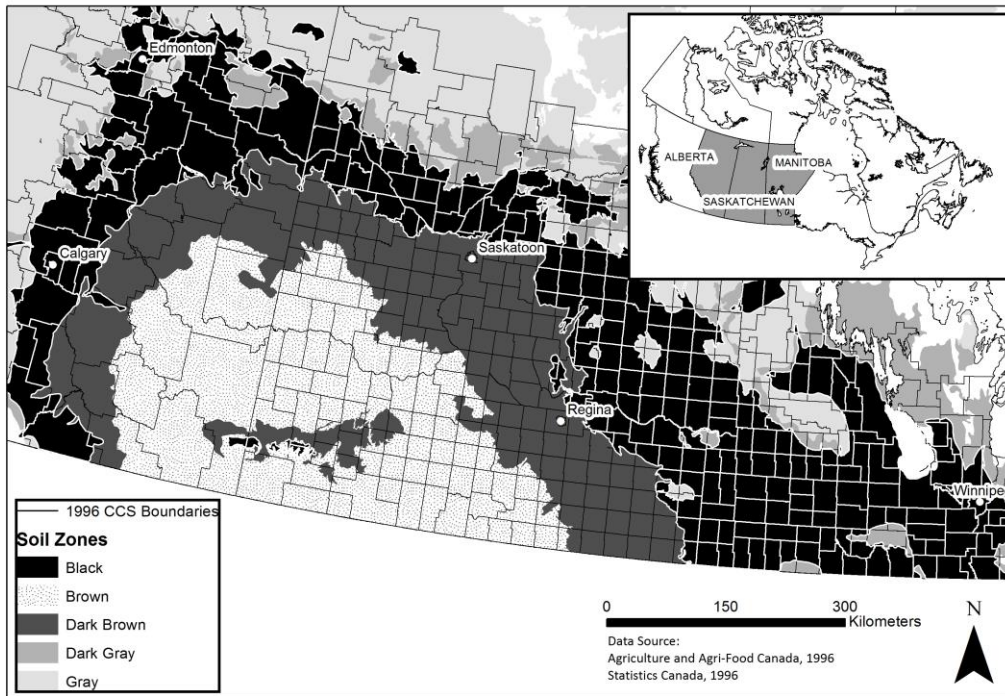 Edmonton
Calgary
Saskatoon
Regina
Winnipe
ALBERTA
MANITOBA
SASKATCHEWAN
1996 CCS Boundaries
Soil Zones
Black
Brown
Dark Brown
Dark Gray
Gray
0 150 300
Kilometers
Data Source:
Agriculture and Agri-Food Canada, 1996
Statistics Canada, 1996
N